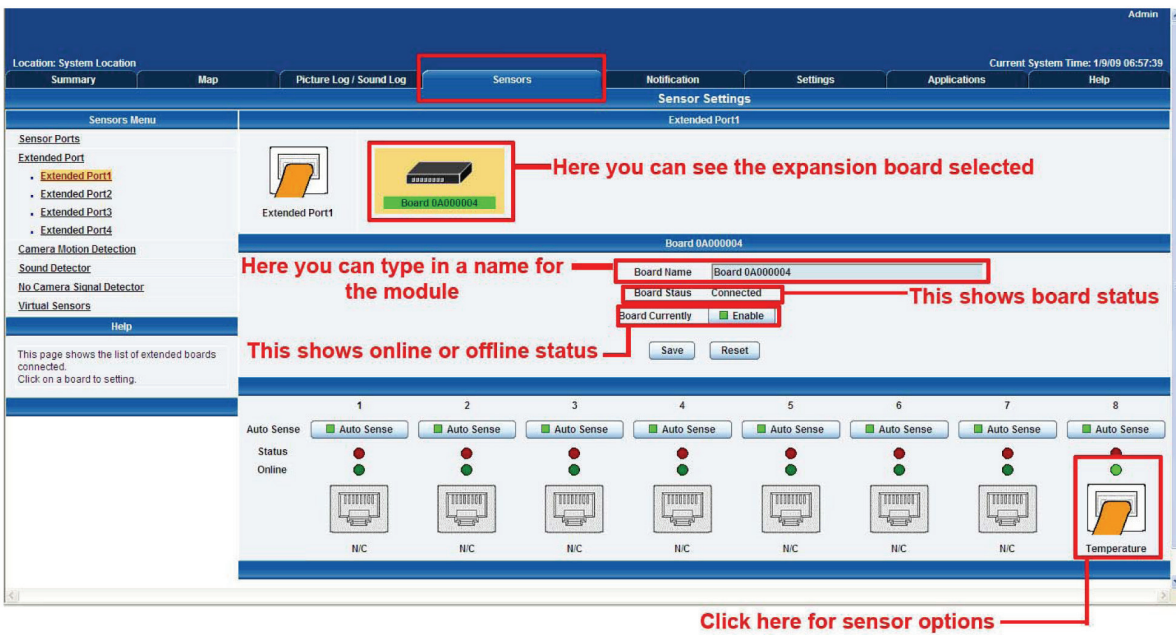 Admin
Location: System Location
Current System Time: 1/9/09 06:57:39
Summary
Map
Picture Log / Sound Log
Sensors
Notification
Settings
Applications
Help
Sensor Settings
Sensors Menu
Sensor Ports
Extended Port
Extended Port1
Extended Port2
Extended Port3
Extended Port4
Camera Motion Detection
Sound Detector
No Camera Signal Detector
Virtual Sensors
Help
This page shows the list of extended boards
connected.
Click on a board to setting.
Extended Port1
Extended Port1
Board 0A000004
Here you can see the expansion board selected
Board 0A000004
Here you can type in a name for
the module
Board Name Board 0A000004
Board Staus Connected
This shows board status
Board Currently Enable
This shows online or offline status
Save Reset
1 2 3 4 5 6 7 8
Auto Sense Auto Sense Auto Sense Auto Sense Auto Sense Auto Sense Auto Sense Auto Sense Auto Sense
Status
Online
N/C N/C N/C N/C N/C N/C N/C Temperature
Click here for sensor options